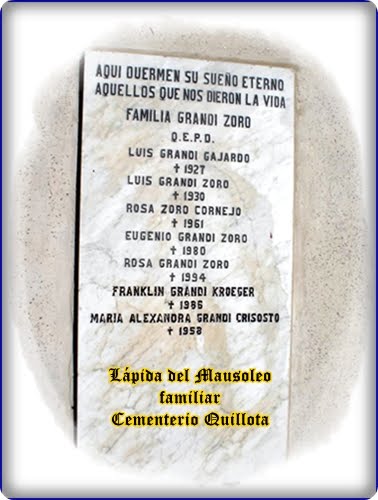 AQUI DUERMEN SU SUEÑO ETERNO
AQUELLOS QUE NOS DIERON LA VIDA
FAMILIA GRANDI ZORO
Q.E.P.D.
LUIS GRANDI GAJARDO
✝ 1927
LUIS GRANDI ZORO
✝ 1930
ROSA ZORO CORNEJO
✝ 1961
EUGENIO GRANDI ZORO
✝ 1980
ROSA GRANDI ZORO
✝ 1994
FRANKLIN GRANDI KROEGER
✝ 1986
MARIA ALEXANDRA GRANDI CRISOSTO
✝ 1958
Lápida del Mausoleo
familiar
Cementerio Quillota